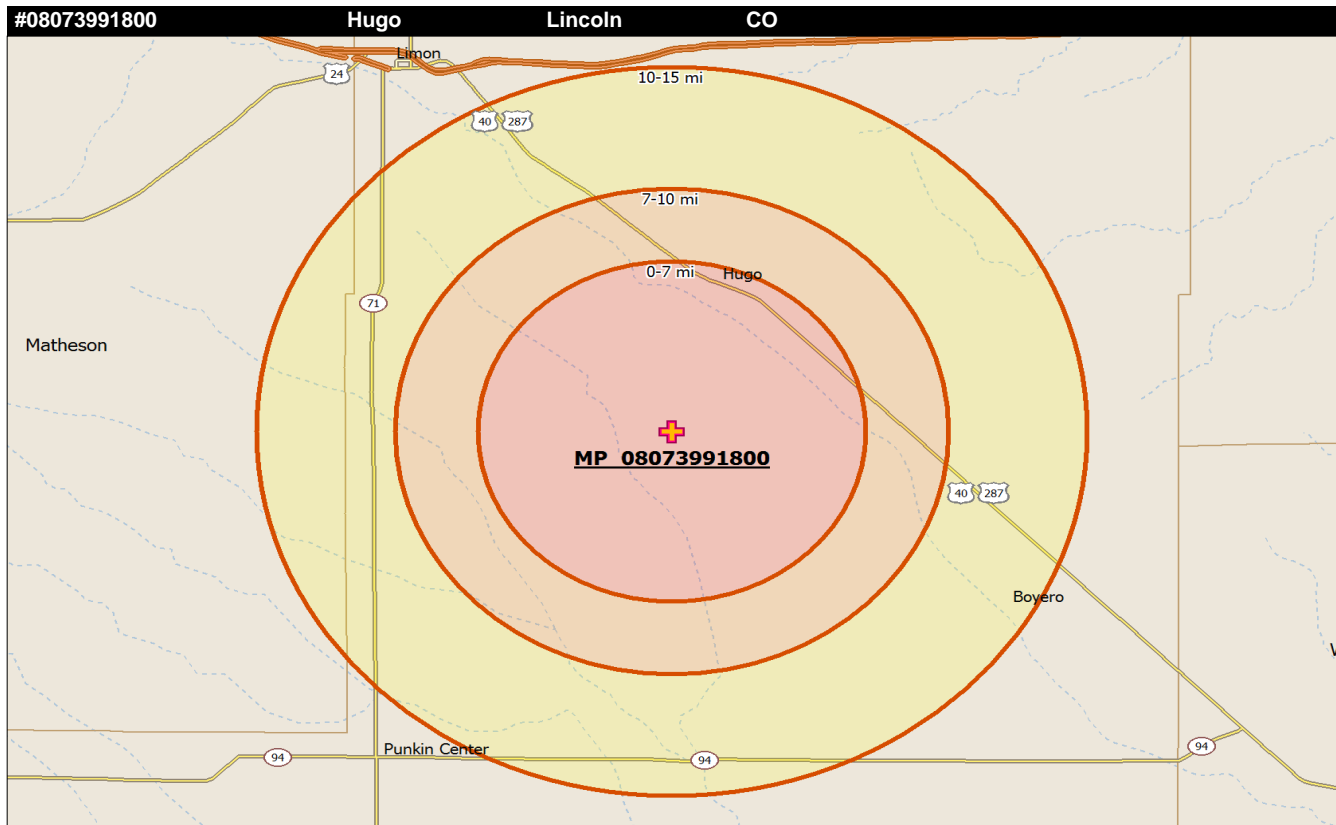 #08073991800 Hugo Lincoln CO
Limon
24
10-15 mi
40 287
7-10 mi
0-7 mi
Hugo
71
Matheson
MP 08073991800
40 287
Boyero
W
Punkin Center
94
94
94